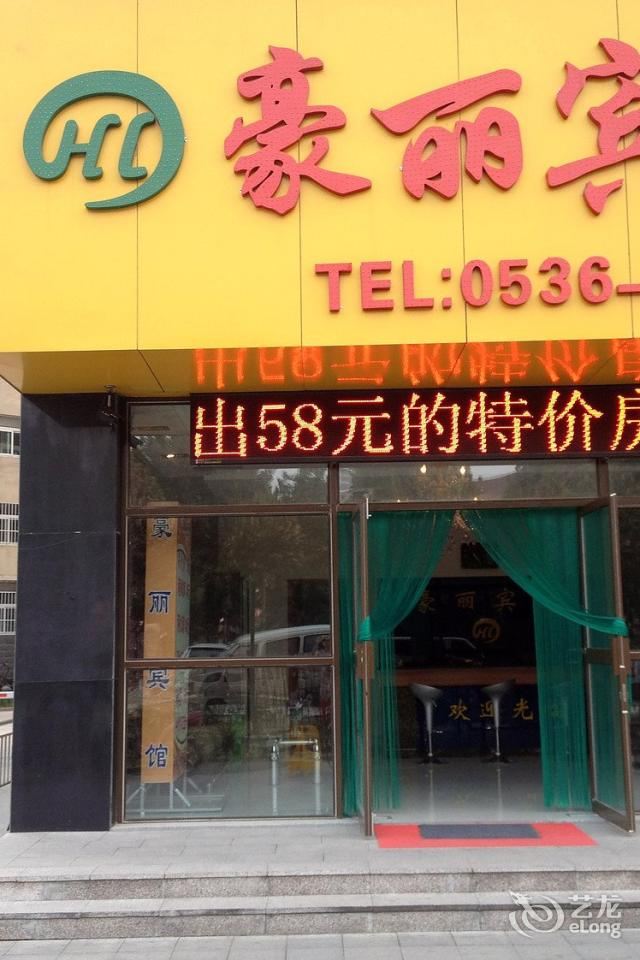 HL 豪丽宾
TEL:0536-
出58元的特价房
豪丽宾馆
豪丽宾
HL
欢迎光
艺龙
eLong